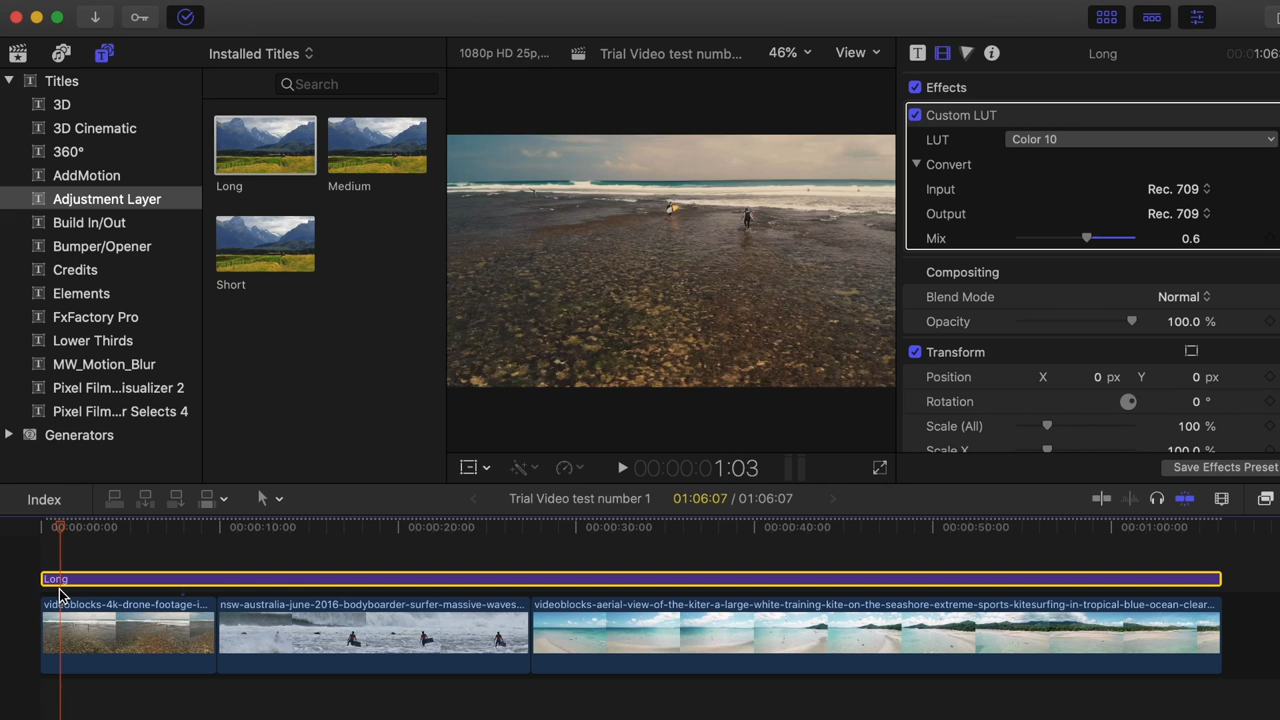 Installed Titles
1080p HD 25p,...
Trial Video test numb...
46%
View
Long
00:00:01:06
Titles
3D
3D Cinematic
360°
AddMotion
Adjustment Layer
Build In/Out
Bumper/Opener
Credits
Elements
FxFactory Pro
Lower Thirds
MW_Motion_Blur
Pixel Film...isualizer 2
Pixel Film...r Selects 4
Generators
Search
Long
Medium
Short
Effects
Custom LUT
LUT Color 10
Convert
Input Rec. 709
Output Rec. 709
Mix 0.6
Compositing
Blend Mode Normal
Opacity 100.0 %
Transform
Position X 0 px Y 0 px
Rotation 0 °
Scale (All) 100 %
Scale X 100.0 %
Save Effects Preset
00:00:01:03
Index
Trial Video test number 1
01:06:07 / 01:06:07
00:00:00:00 00:00:10:00 00:00:20:00 00:00:30:00 00:00:40:00 00:00:50:00 00:01:00:00
Long
videoblocks-4k-drone-footage-i...
nsw-australia-june-2016-bodyboarder-surfer-massive-waves...
videoblocks-aerial-view-of-the-kiter-a-large-white-training-kite-on-the-seashore-extreme-sports-kitesurfing-in-tropical-blue-ocean-clear...